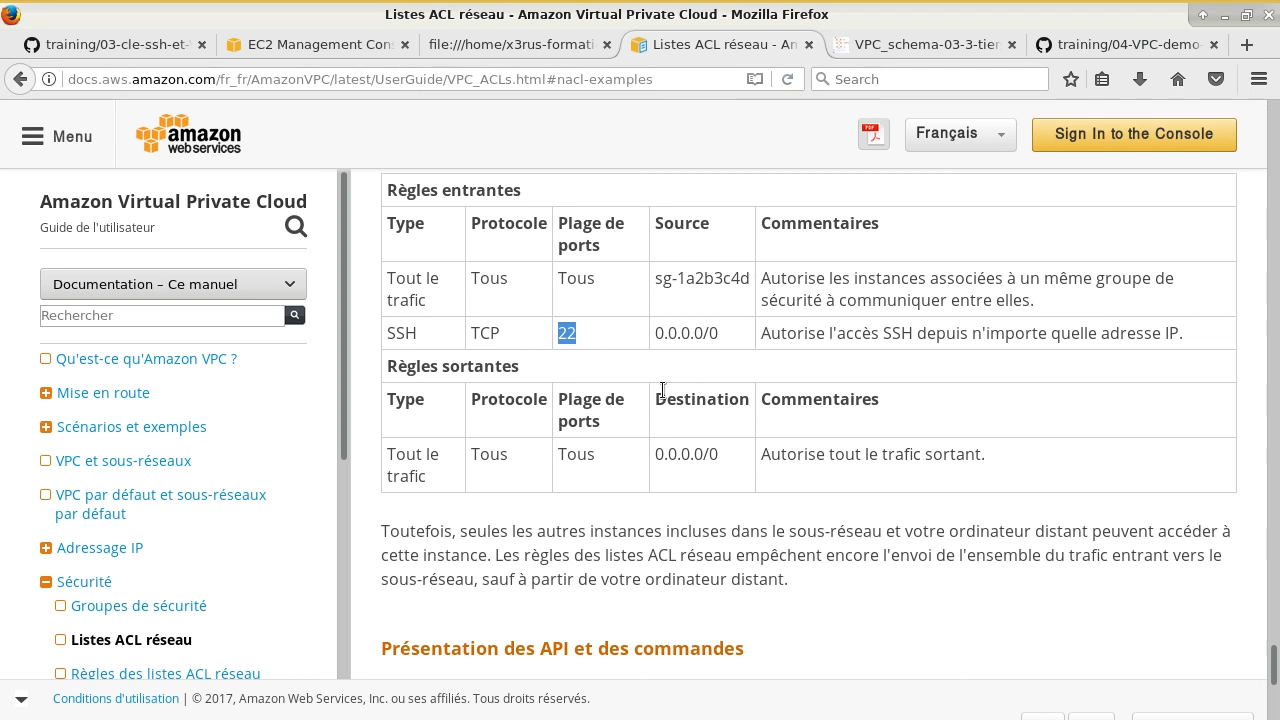 Listes ACL réseau - Amazon Virtual Private Cloud - Mozilla Firefox
training/03-cle-ssh-et-
EC2 Management Con
file:///home/x3rus-formati
Listes ACL réseau - An
VPC_schema-03-3-tier
training/04-VPC-demo-
docs.aws.amazon.com/fr_fr/AmazonVPC/latest/UserGuide/VPC_ACLs.html#nacl-examples
Search
Menu
amazon
web services
PDF
Français
Sign In to the Console
Amazon Virtual Private Cloud
Guide de l'utilisateur
Documentation – Ce manuel
Rechercher
Qu'est-ce qu'Amazon VPC ?
Mise en route
Scénarios et exemples
VPC et sous-réseaux
VPC par défaut et sous-réseaux
par défaut
Adressage IP
Sécurité
Groupes de sécurité
Listes ACL réseau
Règles des listes ACL réseau
Règles entrantes
Type Protocole Plage de ports Source Commentaires
Tout le trafic Tous Tous sg-1a2b3c4d Autorise les instances associées à un même groupe de
sécurité à communiquer entre elles.
SSH TCP 22 0.0.0.0/0 Autorise l'accès SSH depuis n'importe quelle adresse IP.
Règles sortantes
Type Protocole Plage de ports Destination Commentaires
Tout le trafic Tous Tous 0.0.0.0/0 Autorise tout le trafic sortant.
Toutefois, seules les autres instances incluses dans le sous-réseau et votre ordinateur distant peuvent accéder à
cette instance. Les règles des listes ACL réseau empêchent encore l'envoi de l'ensemble du trafic entrant vers le
sous-réseau, sauf à partir de votre ordinateur distant.
Présentation des API et des commandes
Conditions d'utilisation | © 2017, Amazon Web Services, Inc. ou ses affiliés. Tous droits réservés.